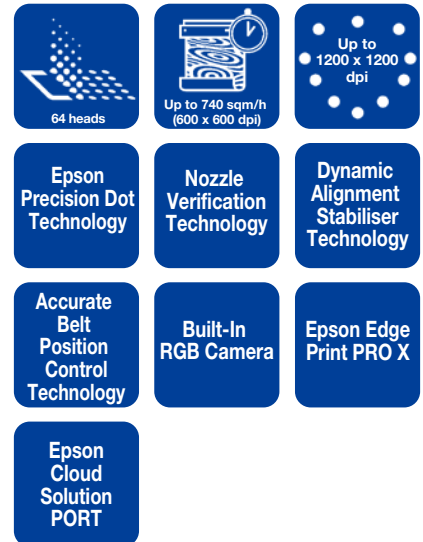 64 heads
Up to 740 sqm/h
(600 x 600 dpi)
Up to
1200 x 1200
dpi
Epson
Precision Dot
Technology
Nozzle
Verification
Technology
Dynamic
Alignment
Stabiliser
Technology
Accurate
Belt
Position
Control
Technology
Built-In
RGB Camera
Epson Edge
Print PRO X
Epson
Cloud
Solution
PORT